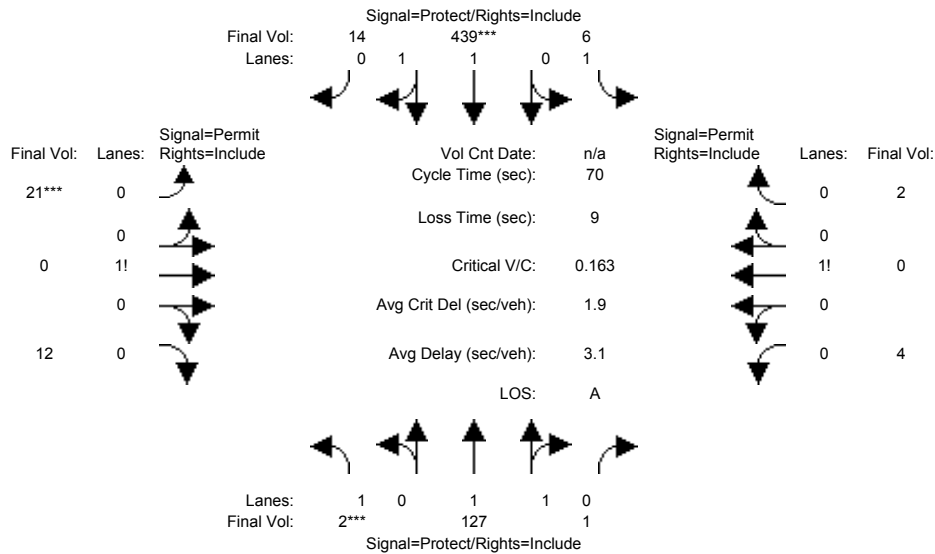 Signal=Protect/Rights=Include
Final Vol: 14 439*** 6
Lanes: 0 1 1 0 1
Signal=Permit Signal=Permit
Final Vol: Lanes: Rights=Include Vol Cnt Date: n/a Rights=Include Lanes: Final Vol:
Cycle Time (sec): 70
21*** 0 0 2
Loss Time (sec): 9
0 0
0 1! Critical V/C: 0.163 1! 0
0 Avg Crit Del (sec/veh): 1.9 0
12 0 Avg Delay (sec/veh): 3.1 0 4
LOS: A
Lanes: 1 0 1 1 0
Final Vol: 2*** 127 1
Signal=Protect/Rights=Include